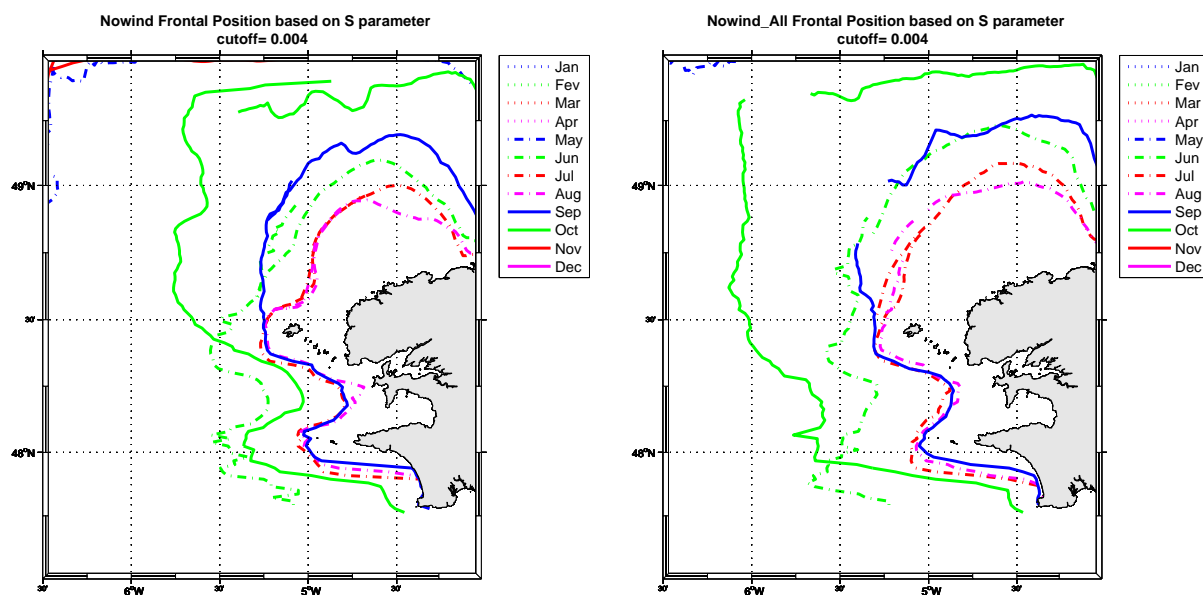 Nowind Frontal Position based on S parameter
cutoff= 0.004
Jan
Fev
Mar
Apr
May
Jun
Jul
Aug
Sep
Oct
Nov
Dec
49°N
30'
48°N
30'
6°W
30'
5°W
30'
Nowind_All Frontal Position based on S parameter
cutoff= 0.004
Jan
Fev
Mar
Apr
May
Jun
Jul
Aug
Sep
Oct
Nov
Dec
49°N
30'
48°N
30'
6°W
30'
5°W
30'